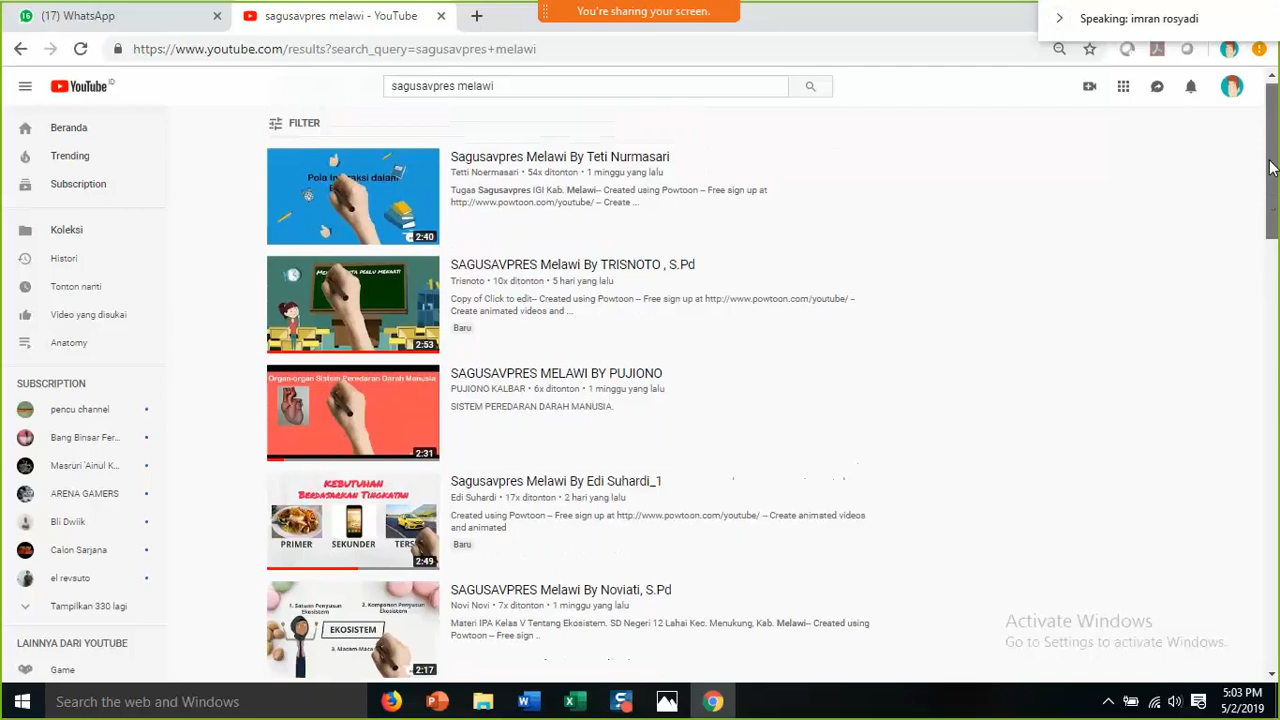 (17) WhatsApp
sagusavpres melawi - YouTube
You're sharing your screen.
Speaking: imran rosyadi
https://www.youtube.com/results?search_query=sagusavpres+melawi
YouTube ID
sagusavpres melawi
FILTER
Beranda
Trending
Subscription
Koleksi
Histori
Tonton nanti
Video yang disukai
Anatomy
SUBSCRIPTION
pencu channel
Bang Binsar Fer...
Masruri 'Ainul K...
ARENA GAMERS
Bli Dwiik
Calon Sarjana
el revsuto
Tampilkan 330 lagi
LAINNYA DARI YOUTUBE
Game
2:40
Sagusavpres Melawi By Teti Nurmasari
Tetti Noermasari • 54x ditonton • 1 minggu yang lalu
Tugas Sagusavpres IGI Kab. Melawi-- Created using Powtoon -- Free sign up at
http://www.powtoon.com/youtube/ -- Create ...
2:53
SAGUSAVPRES Melawi By TRISNOTO , S.Pd
Trisnoto • 10x ditonton • 5 hari yang lalu
Copy of Click to edit-- Created using Powtoon -- Free sign up at http://www.powtoon.com/youtube/ --
Create animated videos and ...
Baru
Organ-organ Sistem Peredaran Darah Manusia
2:31
SAGUSAVPRES MELAWI BY PUJIONO
PUJIONO KALBAR • 6x ditonton • 1 minggu yang lalu
SISTEM PEREDARAN DARAH MANUSIA.
KEBUTUHAN
BERDASARKAN TINGKATAN
PRIMER SEKUNDER TERS
2:49
Sagusavpres Melawi By Edi Suhardi_1
Edi Suhardi • 17x ditonton • 2 hari yang lalu
Created using Powtoon -- Free sign up at http://www.powtoon.com/youtube/ -- Create animated videos
and animated
Baru
1. Satuan Penyusun
Ekosistem
2. Komponen Penyusun
Ekosistem
EKOSISTEM
2:17
SAGUSAVPRES Melawi By Noviati, S.Pd
Novi Novi • 7x ditonton • 1 minggu yang lalu
Materi IPA Kelas V Tentang Ekosistem. SD Negeri 12 Lahai Kec. Menukung, Kab. Melawi-- Created using
Powtoon -- Free sign ..
Activate Windows
Go to Settings to activate Windows.
Search the web and Windows
5:03 PM
5/2/2019